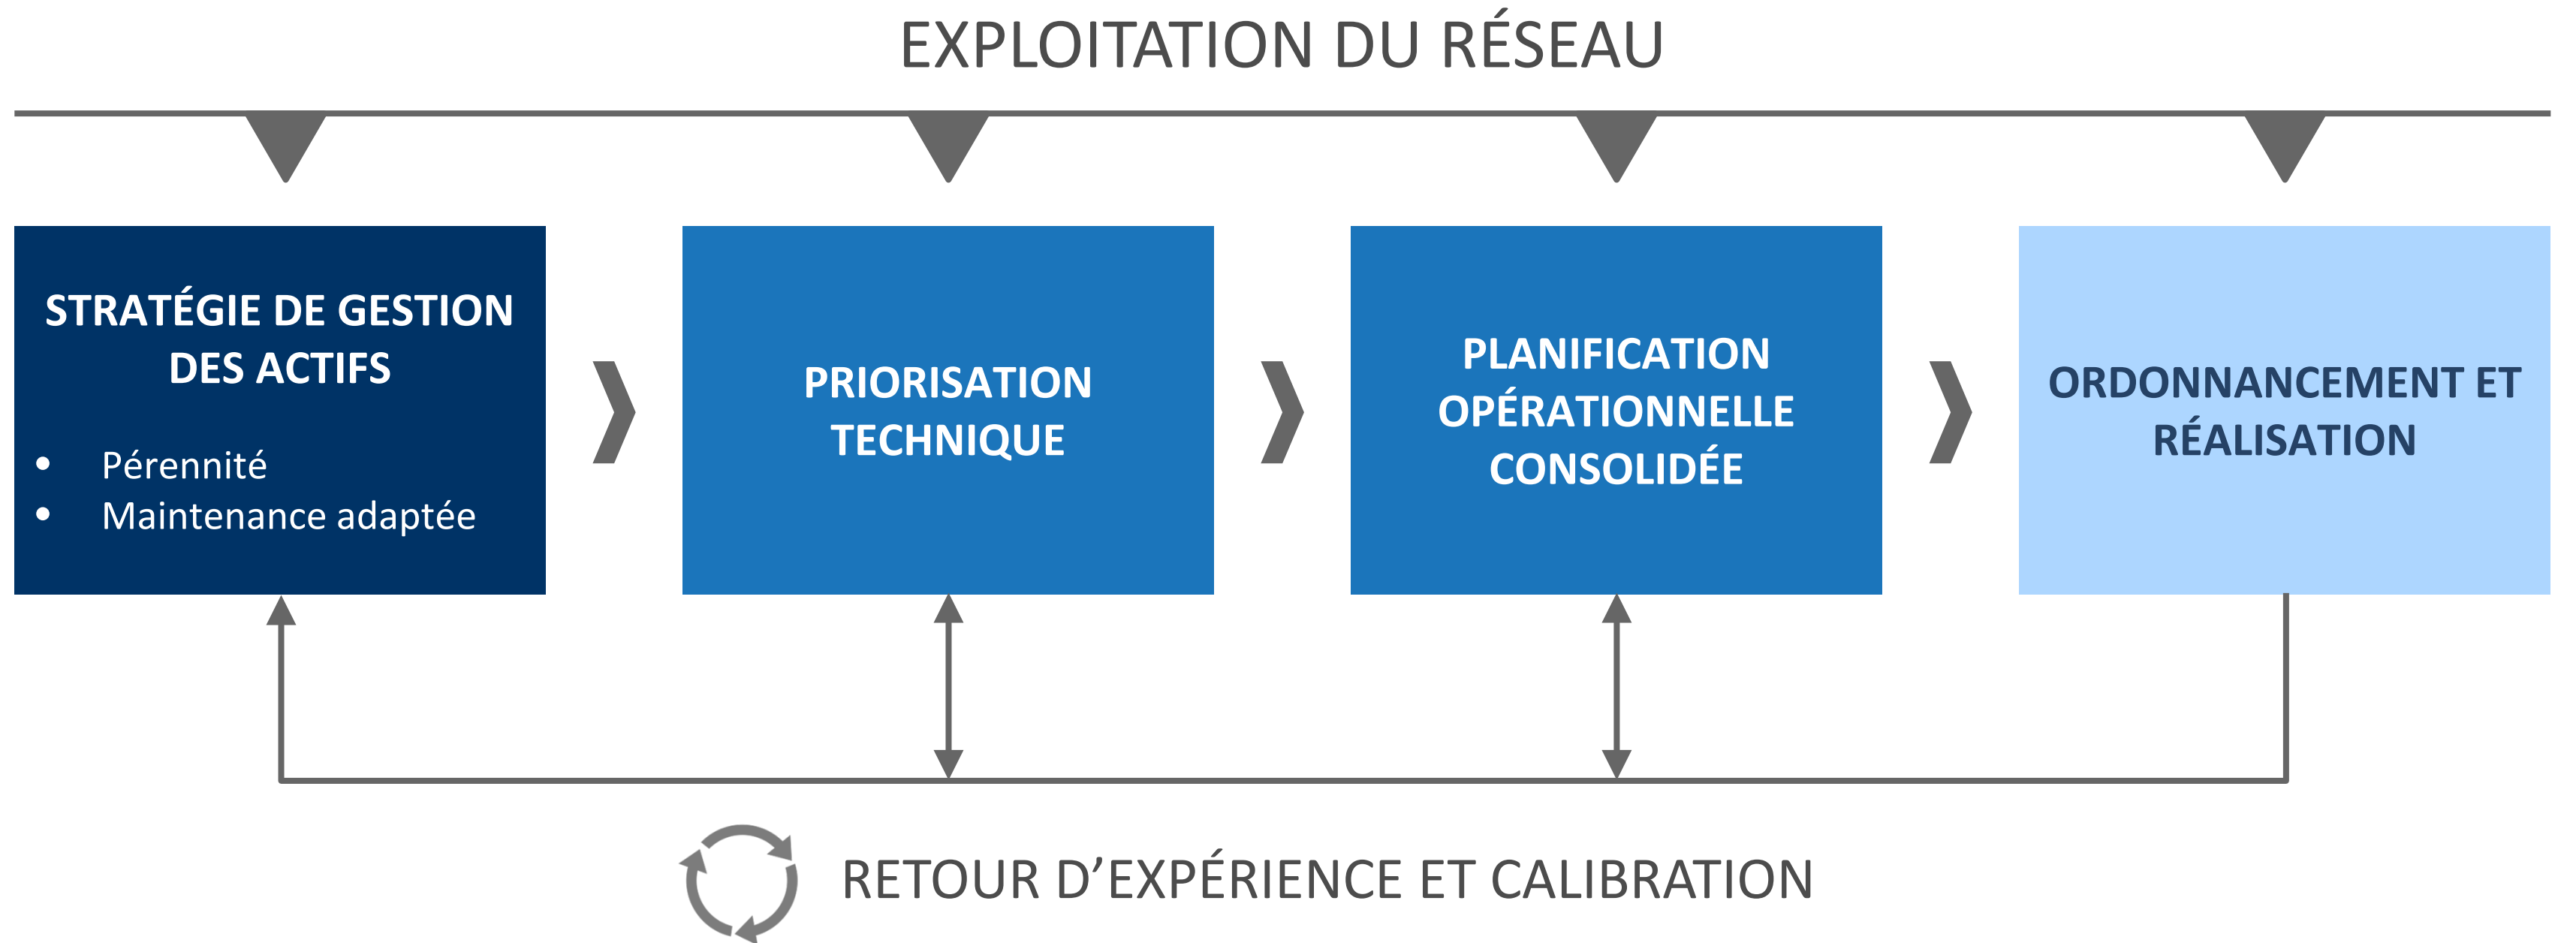 EXPLOITATION DU RÉSEAU
STRATÉGIE DE GESTION
DES ACTIFS
• Pérennité
• Maintenance adaptée
PRIORISATION
TECHNIQUE
PLANIFICATION
OPÉRATIONNELLE
CONSOLIDÉE
ORDONNANCEMENT ET
RÉALISATION
RETOUR D’EXPÉRIENCE ET CALIBRATION